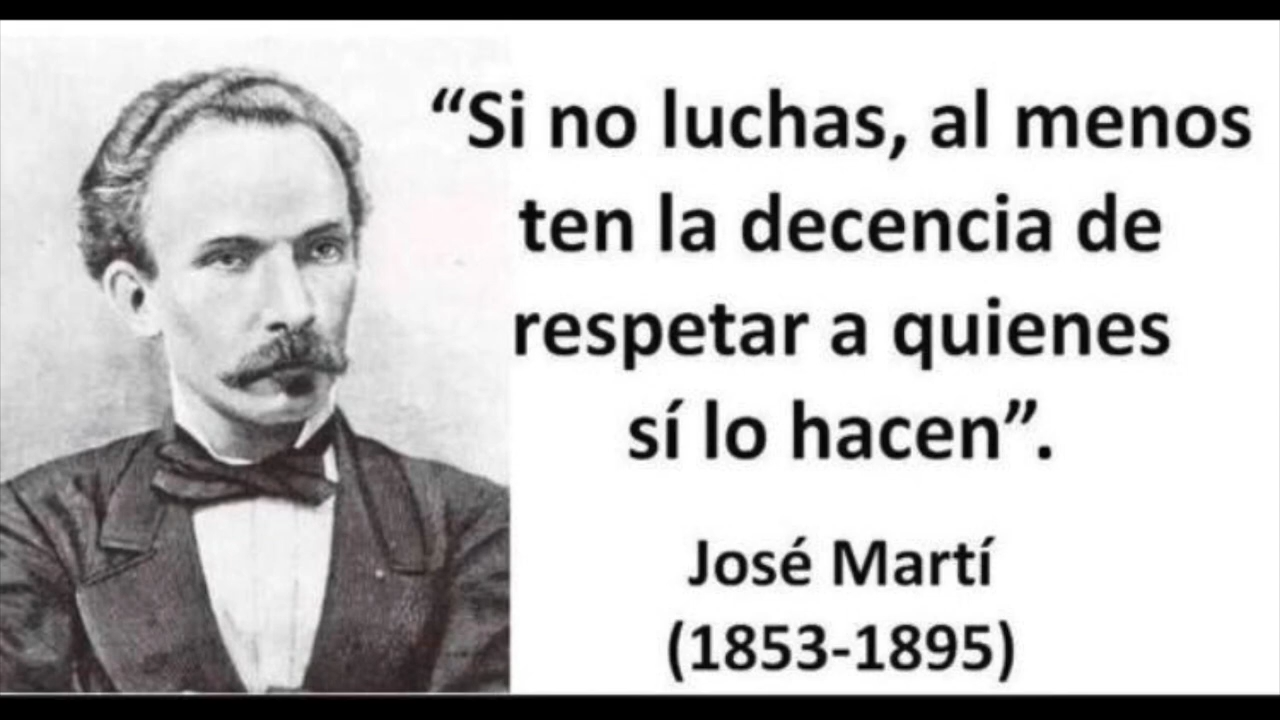 “Si no luchas, al menos
ten la decencia de
respetar a quienes
sí lo hacen”.
José Martí
(1853-1895)